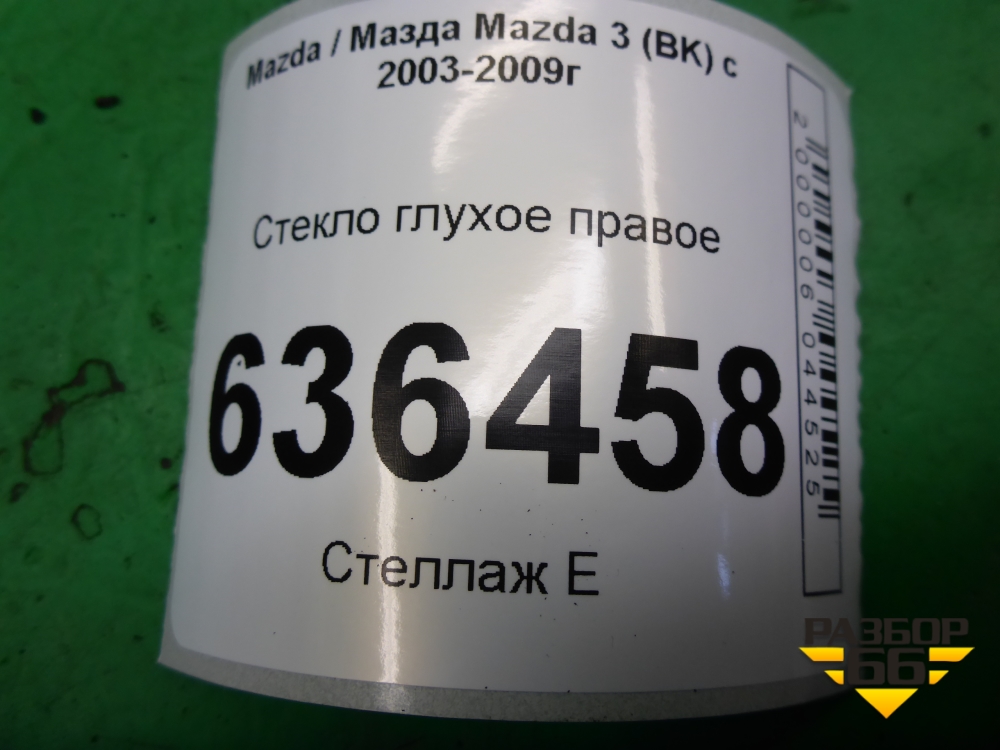 Mazda / Мазда Mazda 3 (BK) с
2003-2009г
Стекло глухое правое
636458
Стеллаж Е
2000006044525
РАЗБОР
66